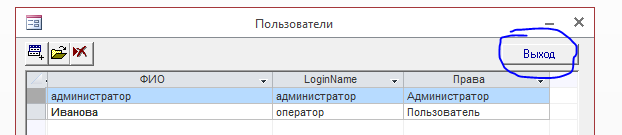 Пользователи
Выход
ФИО LoginName Права
администратор администратор Администратор
Иванова оператор Пользователь